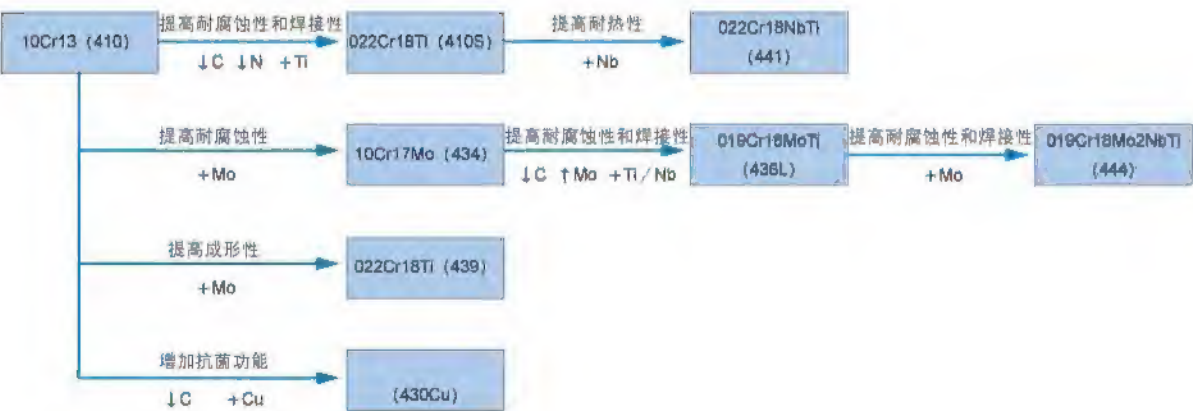 10Cr13 (410)
提高耐腐蚀性和焊接性
↓C ↓N +Ti
022Cr18Ti (410S)
提高耐热性
+Nb
022Cr18NbTi
(441)
提高耐腐蚀性
+Mo
10Cr17Mo (434)
提高耐腐蚀性和焊接性
↓C ↑Mo +Ti/Nb
019Cr18MoTi
(436L)
提高耐腐蚀性和焊接性
+Mo
019Cr18Mo2NbTi
(444)
提高成形性
+Mo
022Cr18Ti (439)
增加抗菌功能
↓C +Cu
(430Cu)